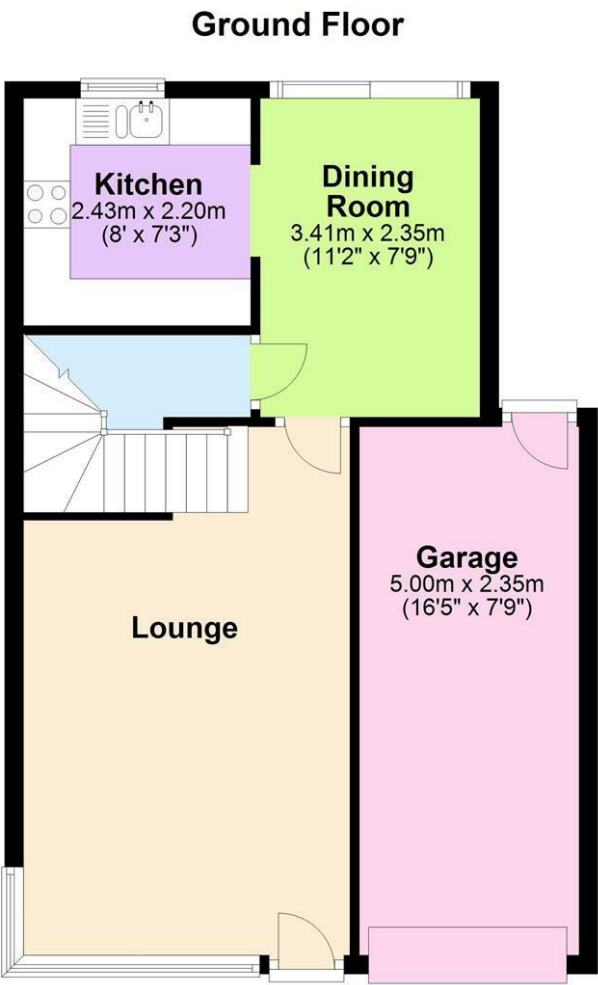 Ground Floor
Kitchen
2.43m x 2.20m
(8' x 7'3")
Dining
Room
3.41m x 2.35m
(11'2" x 7'9")
Garage
5.00m x 2.35m
(16'5" x 7'9")
Lounge